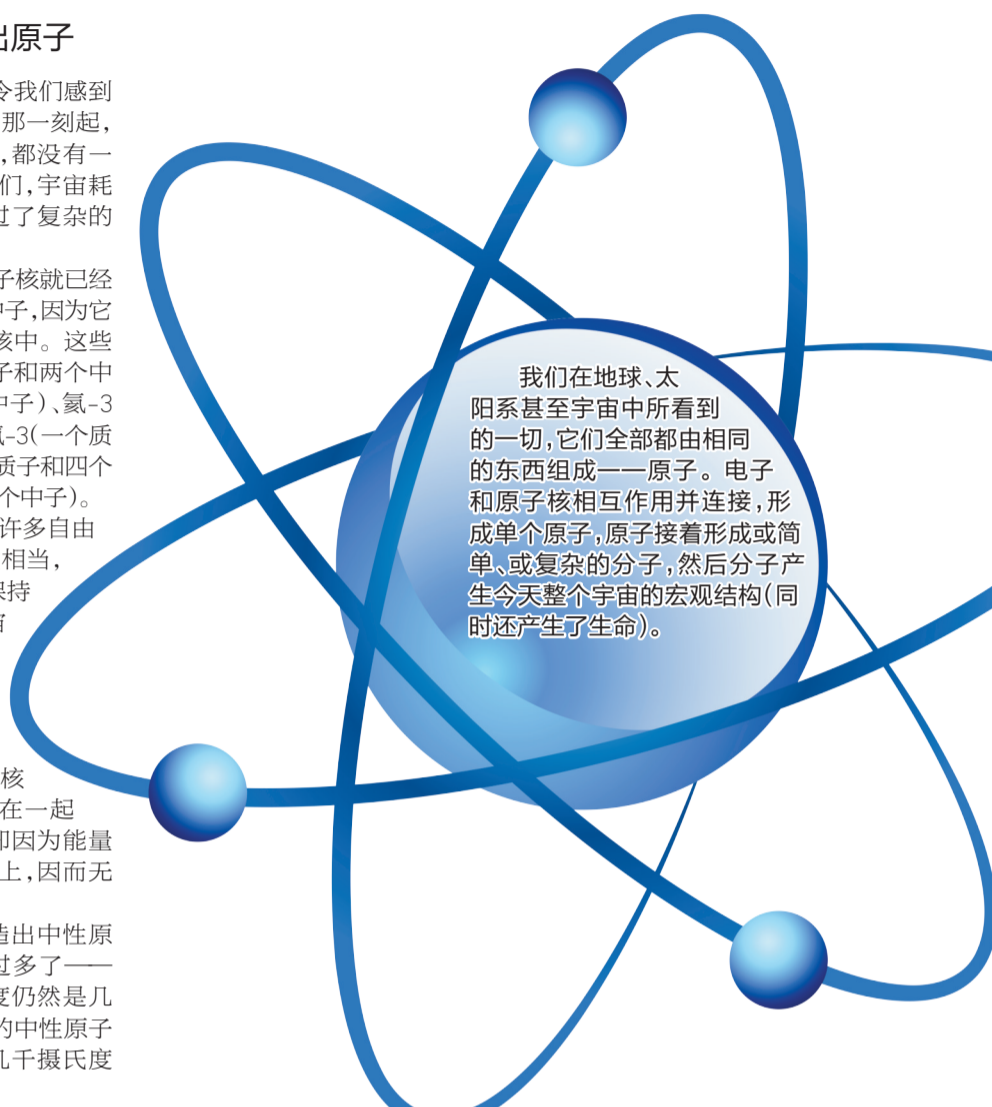 出原子
令我们感到
那一刻起，
，都没有一
们，宇宙耗
过了复杂的
子核就已经
中子，因为它
核中。这些
子和两个中
中子）、氦-3
氚-3（一个质
质子和四个
个中子）。
许多自由
相当，
保持
宙
核
在一起
却因为能量
上，因而无
造出中性原
过多了——
度仍然是几
的中性原子
几千摄氏度
我们在地球、太
阳系甚至宇宙中所看到
的一切，它们全部都由相同
的东西组成——原子。电子
和原子核相互作用并连接，形
成单个原子，原子接着形成或简
单、或复杂的分子，然后分子产
生今天整个宇宙的宏观结构（同
时还产生了生命）。